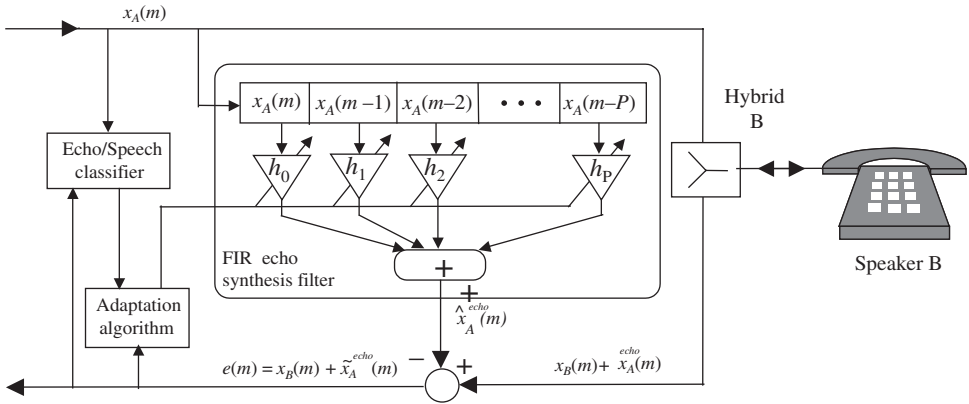 x_A(m)
x_A(m) x_A(m−1) x_A(m−2) • • • x_A(m−P)
Hybrid
B
Echo/Speech
classifier
h_0 h_1 h_2 h_P
FIR echo
synthesis filter
+
+
Speaker B
Adaptation
algorithm
x̂_A^echo(m)
− +
e(m) = x_B(m) + x̃_A^echo(m)
x_B(m)+ x_A^echo(m)